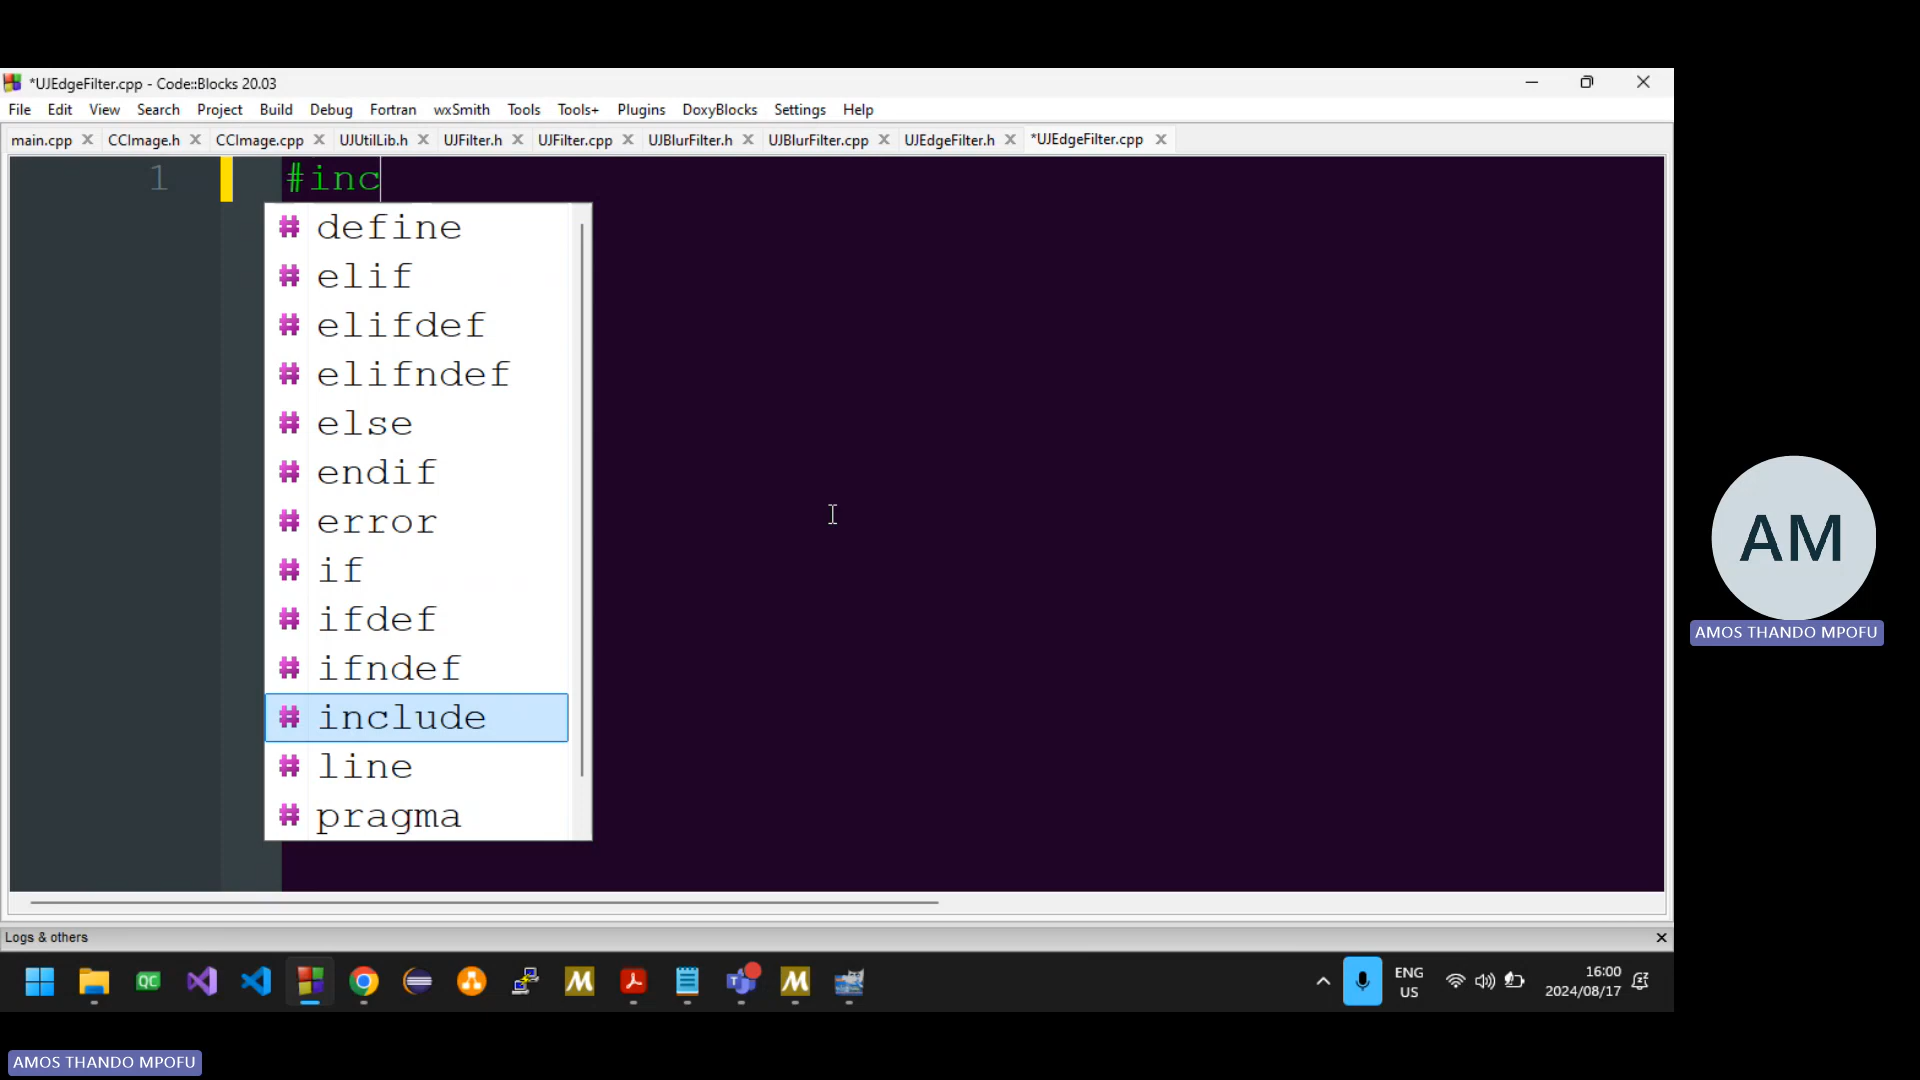 *UJEdgeFilter.cpp - Code::Blocks 20.03
File Edit View Search Project Build Debug Fortran wxSmith Tools Tools+ Plugins DoxyBlocks Settings Help
main.cpp CCImage.h CCImage.cpp UJUtilLib.h UJFilter.h UJFilter.cpp UJBlurFilter.h UJBlurFilter.cpp UJEdgeFilter.h *UJEdgeFilter.cpp
1 #inc
# define
# elif
# elifdef
# elifndef
# else
# endif
# error
# if
# ifdef
# ifndef
# include
# line
# pragma
AM
AMOS THANDO MPOFU
Logs & others
QC
ENG
US
16:00
2024/08/17
AMOS THANDO MPOFU